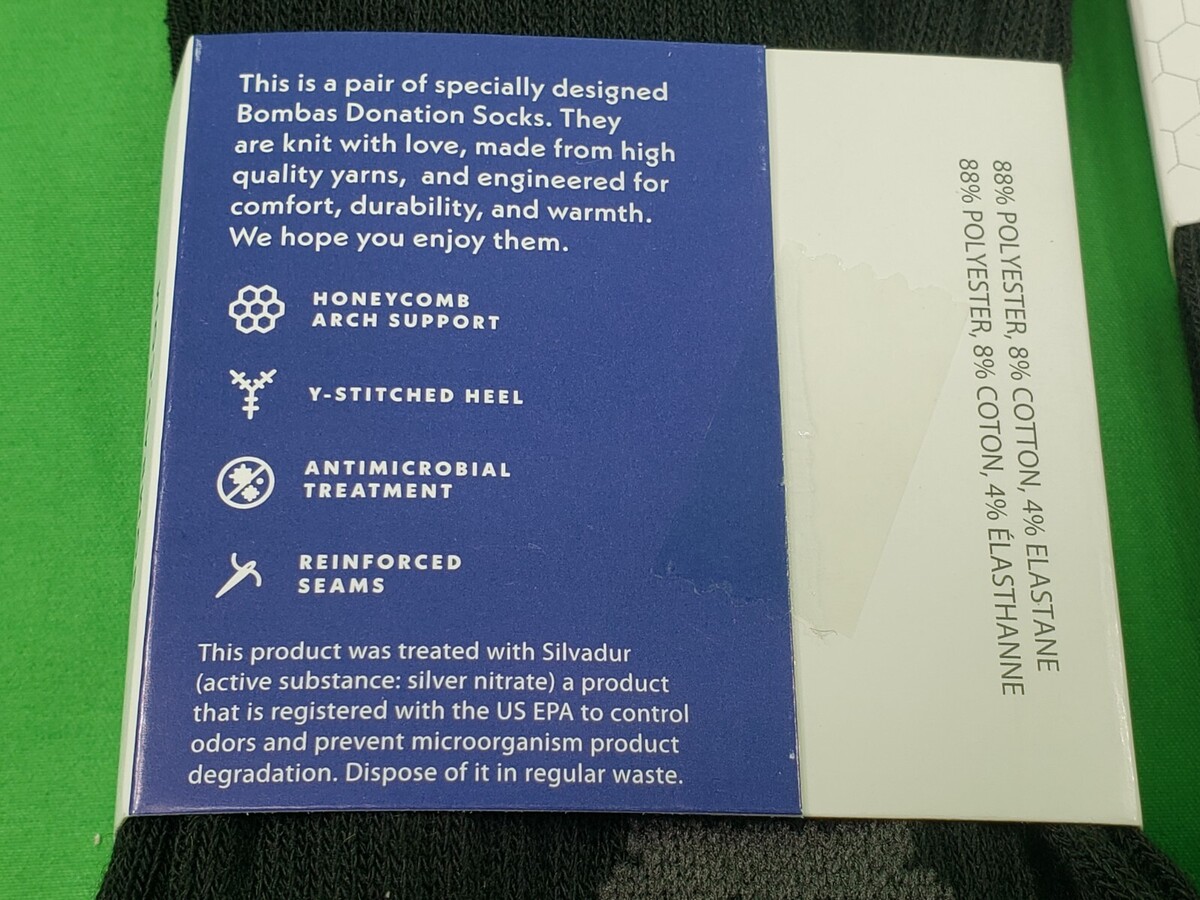 This is a pair of specially designed
Bombas Donation Socks. They
are knit with love, made from high
quality yarns, and engineered for
comfort, durability, and warmth.
We hope you enjoy them.
HONEYCOMB
ARCH SUPPORT
Y-STITCHED HEEL
ANTIMICROBIAL
TREATMENT
REINFORCED
SEAMS
This product was treated with Silvadur
(active substance: silver nitrate) a product
that is registered with the US EPA to control
odors and prevent microorganism product
degradation. Dispose of it in regular waste.
88% POLYESTER, 8% COTTON, 4% ELASTANE
88% POLYESTER, 8% COTON, 4% ÉLASTHANNE